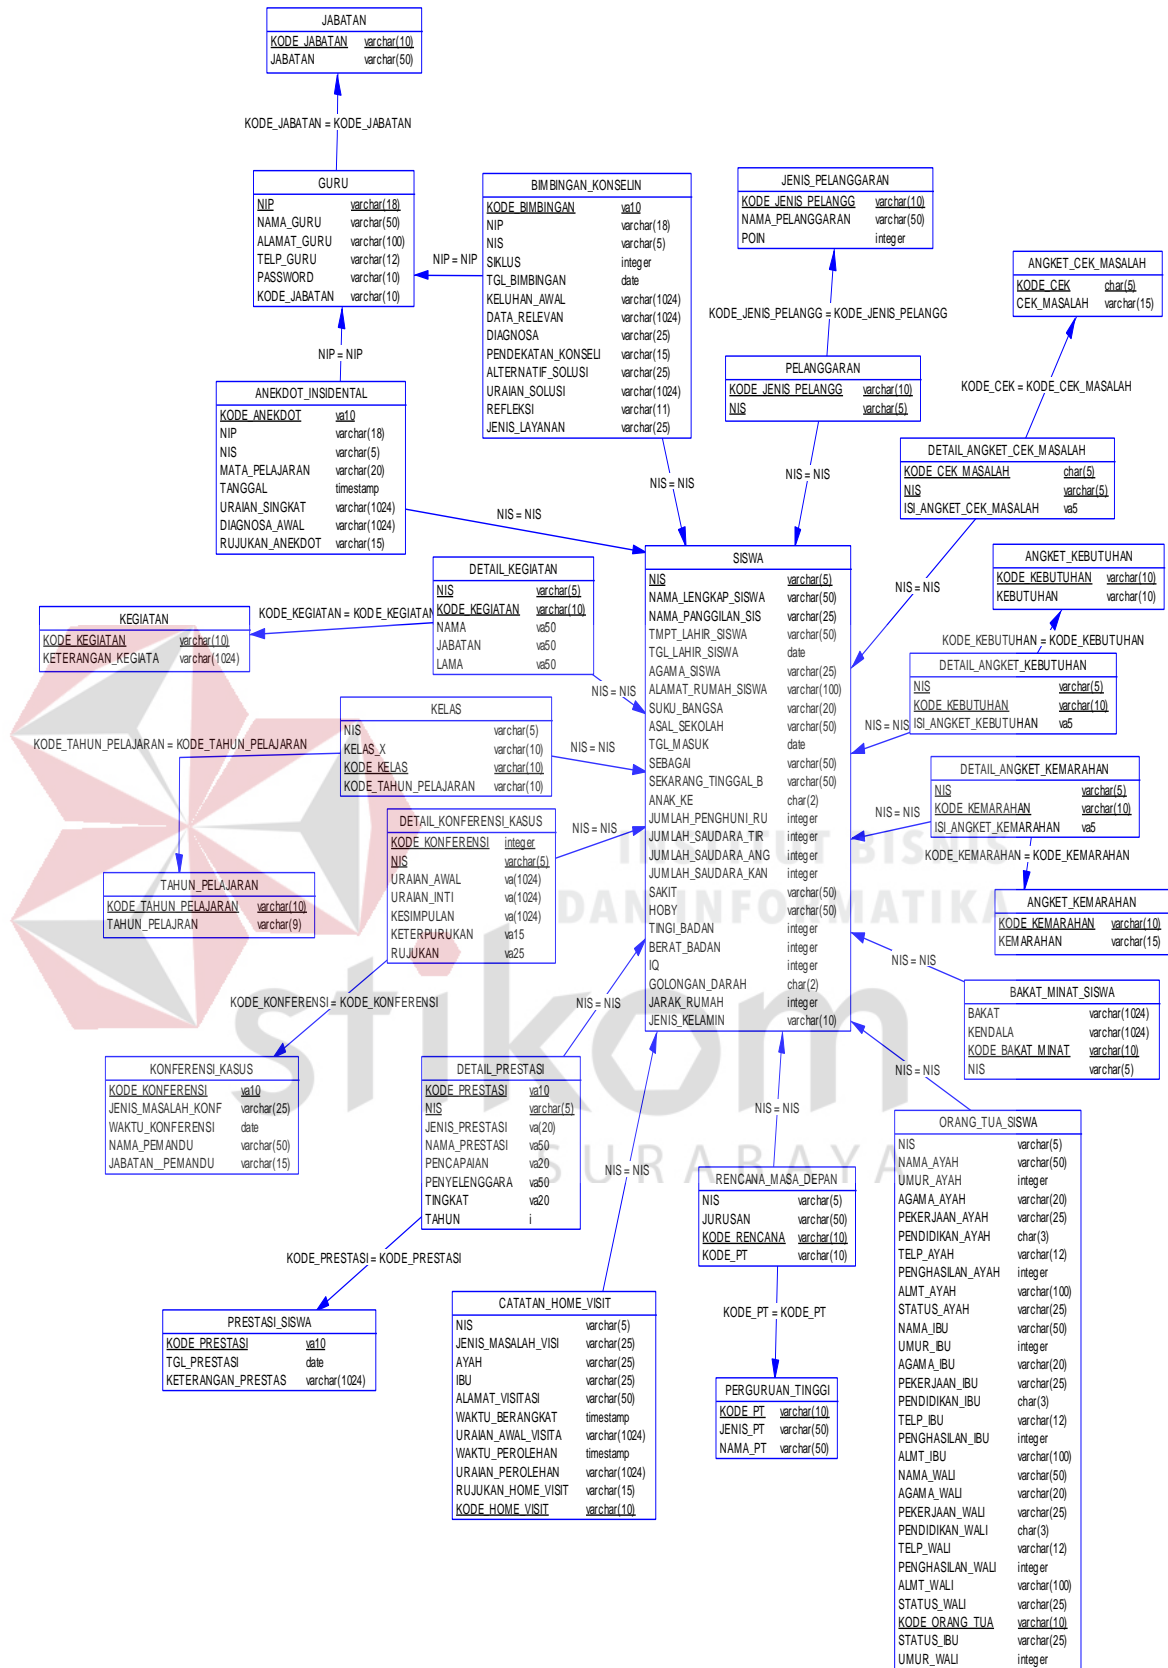 JABATAN
KODE_JABATAN varchar(10)
JABATAN varchar(50)
KODE_JABATAN = KODE_JABATAN
GURU
NIP varchar(18)
NAMA_GURU varchar(50)
ALAMAT_GURU varchar(100)
TELP_GURU varchar(12)
PASSWORD varchar(10)
KODE_JABATAN varchar(10)
NIP = NIP
BIMBINGAN_KONSELIN
KODE_BIMBINGAN va10
NIP varchar(18)
NIS varchar(5)
SIKLUS integer
TGL_BIMBINGAN date
KELUHAN_AWAL varchar(1024)
DATA_RELEVAN varchar(1024)
DIAGNOSA varchar(25)
PENDEKATAN_KONSELI varchar(15)
ALTERNATIF_SOLUSI varchar(25)
URAIAN_SOLUSI varchar(1024)
REFLEKSI varchar(11)
JENIS_LAYANAN varchar(25)
NIS = NIS
JENIS_PELANGGARAN
KODE_JENIS_PELANGG varchar(10)
NAMA_PELANGGARAN varchar(50)
POIN integer
KODE_JENIS_PELANGG = KODE_JENIS_PELANGG
PELANGGARAN
KODE_JENIS_PELANGG varchar(10)
NIS varchar(5)
NIS = NIS
ANGKET_CEK_MASALAH
KODE_CEK char(5)
CEK_MASALAH varchar(15)
KODE_CEK = KODE_CEK_MASALAH
DETAIL_ANGKET_CEK_MASALAH
KODE_CEK_MASALAH char(5)
NIS varchar(5)
ISI_ANGKET_CEK_MASALAH va5
NIS = NIS
NIP = NIP
ANEKDOT_INSIDENTAL
KODE_ANEKDOT va10
NIP varchar(18)
NIS varchar(5)
MATA_PELAJARAN varchar(20)
TANGGAL timestamp
URAIAN_SINGKAT varchar(1024)
DIAGNOSA_AWAL varchar(1024)
RUJUKAN_ANEKDOT varchar(15)
NIS = NIS
SISWA
NIS varchar(5)
NAMA_LENGKAP_SISWA varchar(50)
NAMA_PANGGILAN_SIS varchar(25)
TMPT_LAHIR_SISWA varchar(50)
TGL_LAHIR_SISWA date
AGAMA_SISWA varchar(25)
ALAMAT_RUMAH_SISWA varchar(100)
SUKU_BANGSA varchar(20)
ASAL_SEKOLAH varchar(50)
TGL_MASUK date
SEBAGAI varchar(50)
SEKARANG_TINGGAL_B varchar(50)
ANAK_KE char(2)
JUMLAH_PENGHUNI_RU integer
JUMLAH_SAUDARA_TIR integer
JUMLAH_SAUDARA_ANG integer
JUMLAH_SAUDARA_KAN integer
SAKIT varchar(50)
HOBY varchar(50)
TINGI_BADAN integer
BERAT_BADAN integer
IQ integer
GOLONGAN_DARAH char(2)
JARAK_RUMAH integer
JENIS_KELAMIN varchar(10)
DETAIL_KEGIATAN
NIS varchar(5)
KODE_KEGIATAN varchar(10)
NAMA va50
JABATAN va50
LAMA va50
NIS = NIS
KODE_KEGIATAN = KODE_KEGIATAN
KEGIATAN
KODE_KEGIATAN varchar(10)
KETERANGAN_KEGIATA varchar(1024)
ANGKET_KEBUTUHAN
KODE_KEBUTUHAN varchar(10)
KEBUTUHAN varchar(10)
KODE_KEBUTUHAN = KODE_KEBUTUHAN
DETAIL_ANGKET_KEBUTUHAN
NIS varchar(5)
KODE_KEBUTUHAN varchar(10)
ISI_ANGKET_KEBUTUHAN va5
NIS = NIS
KELAS
NIS varchar(5)
KELAS_X varchar(10)
KODE_KELAS varchar(10)
KODE_TAHUN_PELAJARAN varchar(10)
NIS = NIS
KODE_TAHUN_PELAJARAN = KODE_TAHUN_PELAJARAN
TAHUN_PELAJARAN
KODE_TAHUN_PELAJARAN varchar(10)
TAHUN_PELAJRAN varchar(9)
DETAIL_ANGKET_KEMARAHAN
NIS varchar(5)
KODE_KEMARAHAN varchar(10)
ISI_ANGKET_KEMARAHAN va5
NIS = NIS
KODE_KEMARAHAN = KODE_KEMARAHAN
ANGKET_KEMARAHAN
KODE_KEMARAHAN varchar(10)
KEMARAHAN varchar(15)
DETAIL_KONFERENSI_KASUS
KODE_KONFERENSI integer
NIS varchar(5)
URAIAN_AWAL va(1024)
URAIAN_INTI va(1024)
KESIMPULAN va(1024)
KETERPURUKAN va15
RUJUKAN va25
NIS = NIS
KODE_KONFERENSI = KODE_KONFERENSI
KONFERENSI_KASUS
KODE_KONFERENSI va10
JENIS_MASALAH_KONF varchar(25)
WAKTU_KONFERENSI date
NAMA_PEMANDU varchar(50)
JABATAN__PEMANDU varchar(15)
INSTITUT BISNIS
DAN INFORMATIKA
stikom
SURABAYA
NIS = NIS
BAKAT_MINAT_SISWA
BAKAT varchar(1024)
KENDALA varchar(1024)
KODE_BAKAT_MINAT varchar(10)
NIS varchar(5)
NIS = NIS
DETAIL_PRESTASI
KODE_PRESTASI va10
NIS varchar(5)
JENIS_PRESTASI va(20)
NAMA_PRESTASI va50
PENCAPAIAN va20
PENYELENGGARA va50
TINGKAT va20
TAHUN i
KODE_PRESTASI = KODE_PRESTASI
PRESTASI_SISWA
KODE_PRESTASI va10
TGL_PRESTASI date
KETERANGAN_PRESTAS varchar(1024)
NIS = NIS
CATATAN_HOME_VISIT
NIS varchar(5)
JENIS_MASALAH_VISI varchar(25)
AYAH varchar(25)
IBU varchar(25)
ALAMAT_VISITASI varchar(50)
WAKTU_BERANGKAT timestamp
URAIAN_AWAL_VISITA varchar(1024)
WAKTU_PEROLEHAN timestamp
URAIAN_PEROLEHAN varchar(1024)
RUJUKAN_HOME_VISIT varchar(15)
KODE_HOME_VISIT varchar(10)
NIS = NIS
RENCANA_MASA_DEPAN
NIS varchar(5)
JURUSAN varchar(50)
KODE_RENCANA varchar(10)
KODE_PT varchar(10)
KODE_PT = KODE_PT
PERGURUAN_TINGGI
KODE_PT varchar(10)
JENIS_PT varchar(50)
NAMA_PT varchar(50)
NIS = NIS
ORANG_TUA_SISWA
NIS varchar(5)
NAMA_AYAH varchar(50)
UMUR_AYAH integer
AGAMA_AYAH varchar(20)
PEKERJAAN_AYAH varchar(25)
PENDIDIKAN_AYAH char(3)
TELP_AYAH varchar(12)
PENGHASILAN_AYAH integer
ALMT_AYAH varchar(100)
STATUS_AYAH varchar(25)
NAMA_IBU varchar(50)
UMUR_IBU integer
AGAMA_IBU varchar(20)
PEKERJAAN_IBU varchar(25)
PENDIDIKAN_IBU char(3)
TELP_IBU varchar(12)
PENGHASILAN_IBU integer
ALMT_IBU varchar(100)
NAMA_WALI varchar(50)
AGAMA_WALI varchar(20)
PEKERJAAN_WALI varchar(25)
PENDIDIKAN_WALI char(3)
TELP_WALI varchar(12)
PENGHASILAN_WALI integer
ALMT_WALI varchar(100)
STATUS_WALI varchar(25)
KODE_ORANG_TUA varchar(10)
STATUS_IBU varchar(25)
UMUR_WALI integer